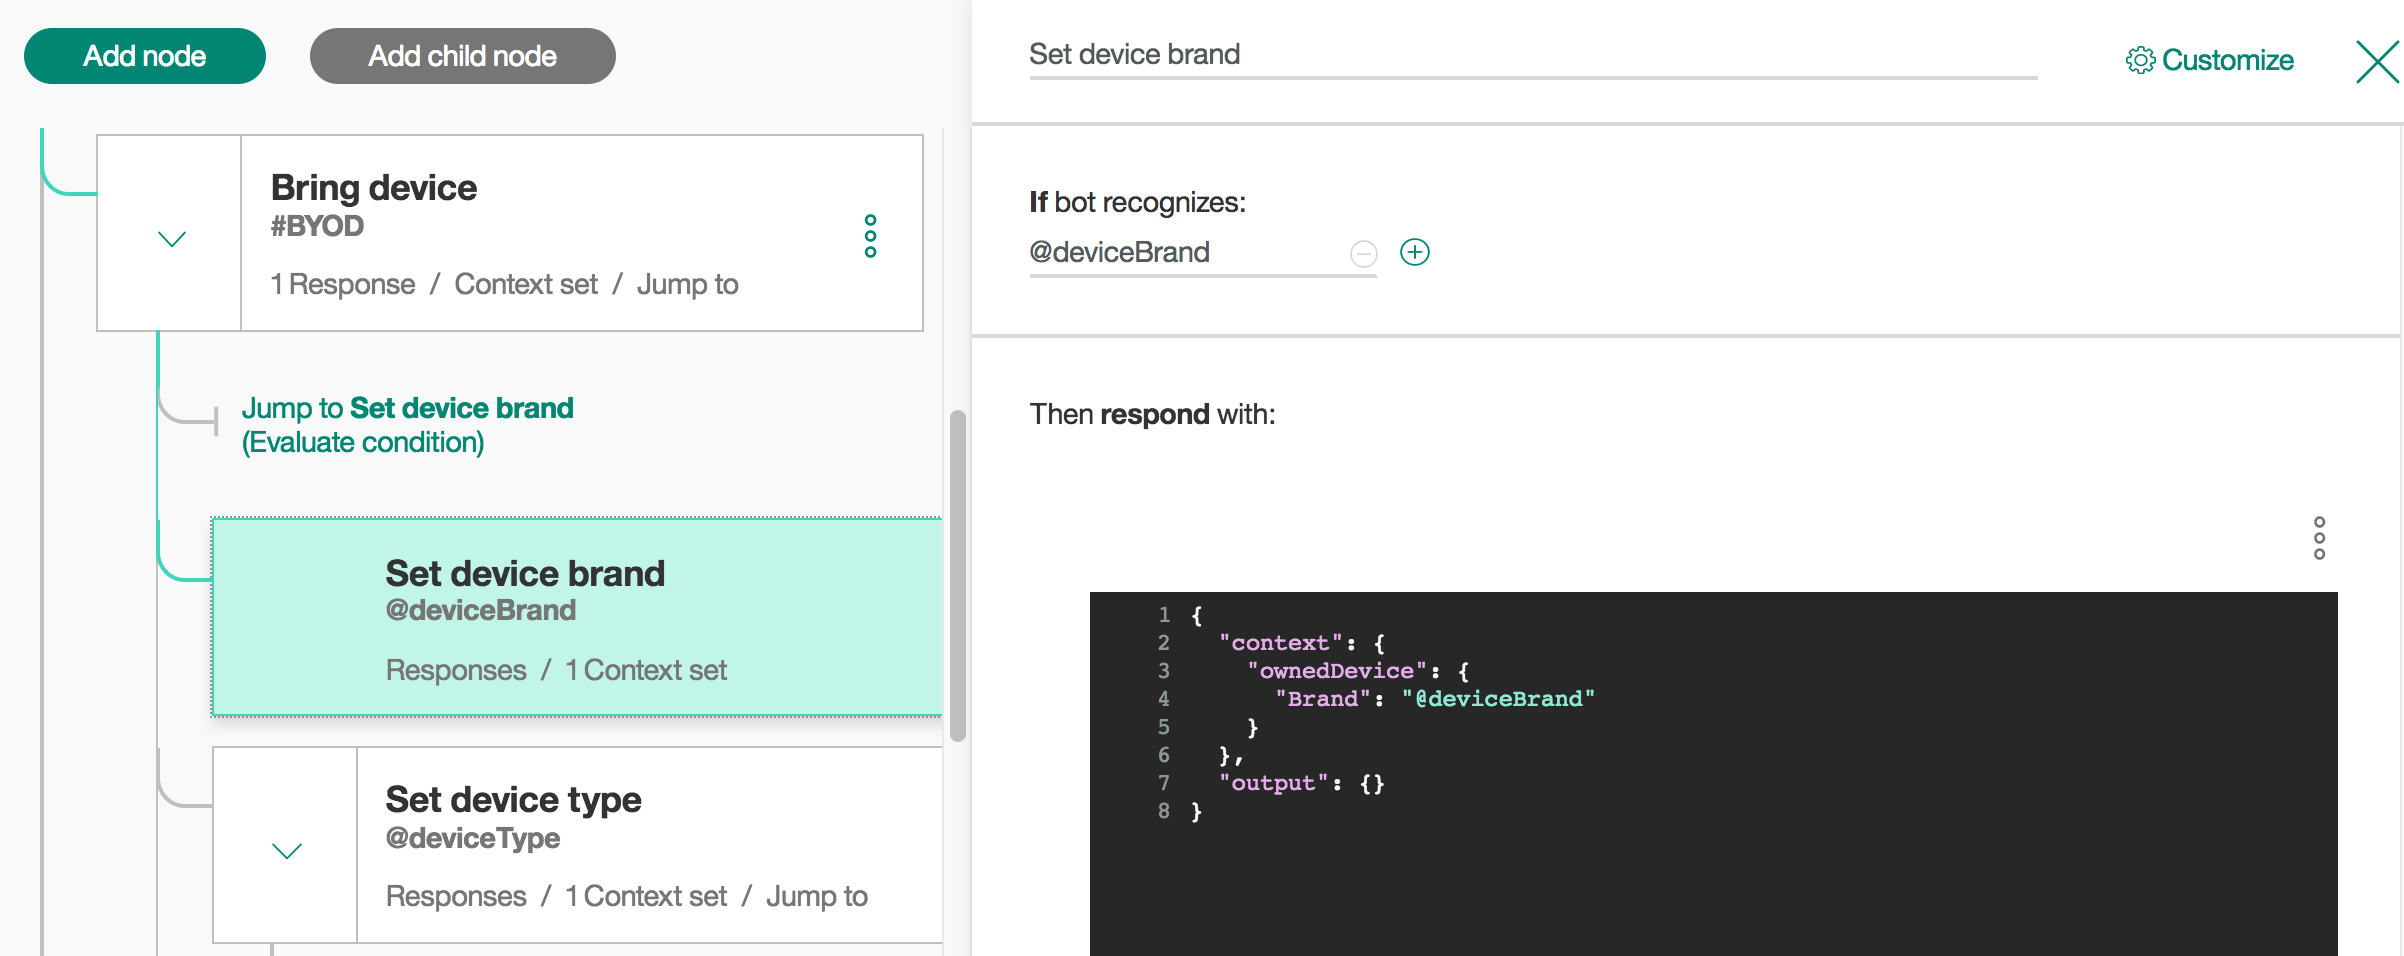 Add node
Add child node
Bring device
#BYOD
1 Response / Context set / Jump to
Jump to Set device brand
(Evaluate condition)
Set device brand
@deviceBrand
Responses / 1 Context set
Set device type
@deviceType
Responses / 1 Context set / Jump to
Set device brand
Customize
If bot recognizes:
@deviceBrand
Then respond with:
1 {
2 "context": {
3 "ownedDevice": {
4 "Brand": "@deviceBrand"
5 }
6 },
7 "output": {}
8 }